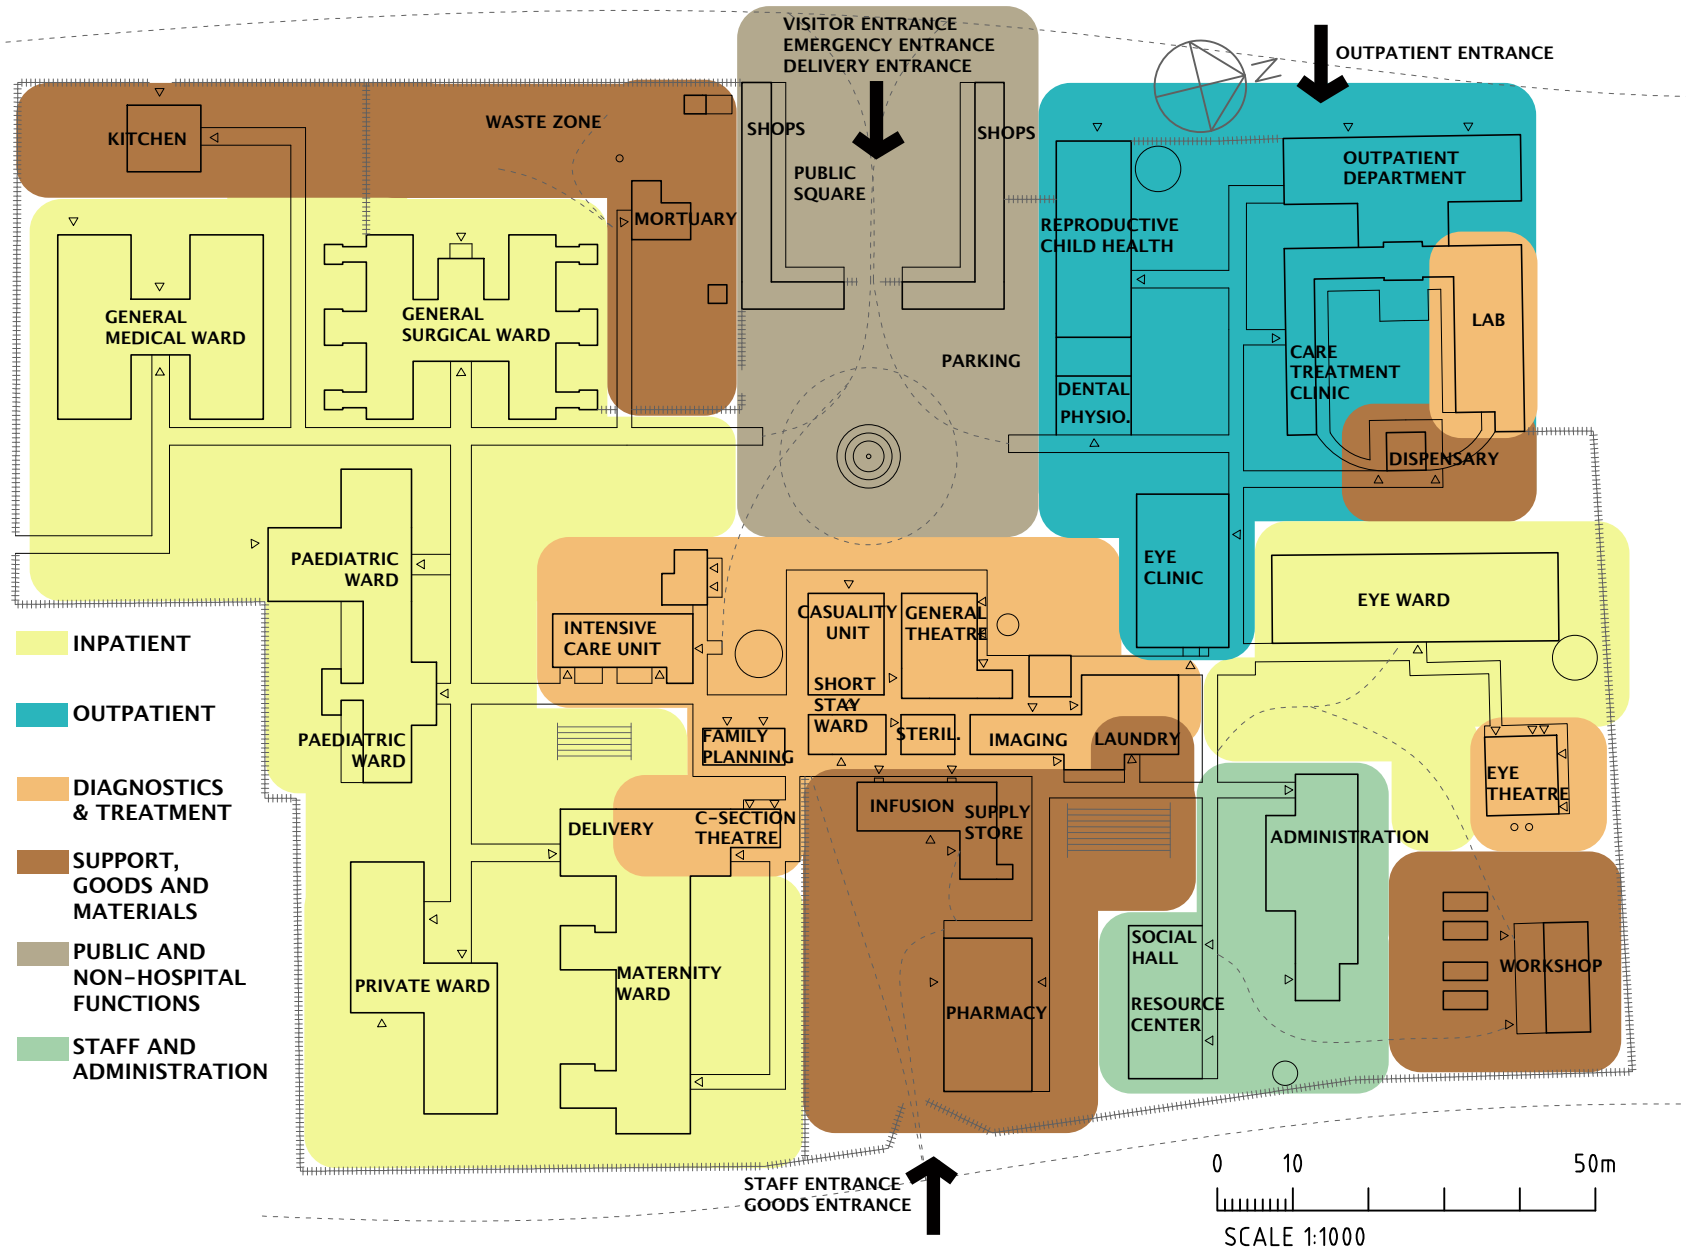 VISITOR ENTRANCE
EMERGENCY ENTRANCE
DELIVERY ENTRANCE
OUTPATIENT ENTRANCE
N
KITCHEN
WASTE ZONE
SHOPS
SHOPS
PUBLIC
SQUARE
MORTUARY
OUTPATIENT
DEPARTMENT
REPRODUCTIVE
CHILD HEALTH
GENERAL
MEDICAL WARD
GENERAL
SURGICAL WARD
PARKING
LAB
CARE
TREATMENT
CLINIC
DENTAL
PHYSIO.
DISPENSARY
PAEDIATRIC
WARD
EYE
CLINIC
EYE WARD
INTENSIVE
CARE UNIT
CASUALITY
UNIT
GENERAL
THEATRE
SHORT
STAY
WARD
FAMILY
PLANNING
STERIL.
IMAGING
LAUNDRY
PAEDIATRIC
WARD
EYE
THEATRE
DELIVERY
C-SECTION
THEATRE
INFUSION
SUPPLY
STORE
ADMINISTRATION
PRIVATE WARD
MATERNITY
WARD
PHARMACY
SOCIAL
HALL
RESOURCE
CENTER
WORKSHOP
INPATIENT
OUTPATIENT
DIAGNOSTICS
& TREATMENT
SUPPORT,
GOODS AND
MATERIALS
PUBLIC AND
NON-HOSPITAL
FUNCTIONS
STAFF AND
ADMINISTRATION
STAFF ENTRANCE
GOODS ENTRANCE
0 10 50m
SCALE 1:1000